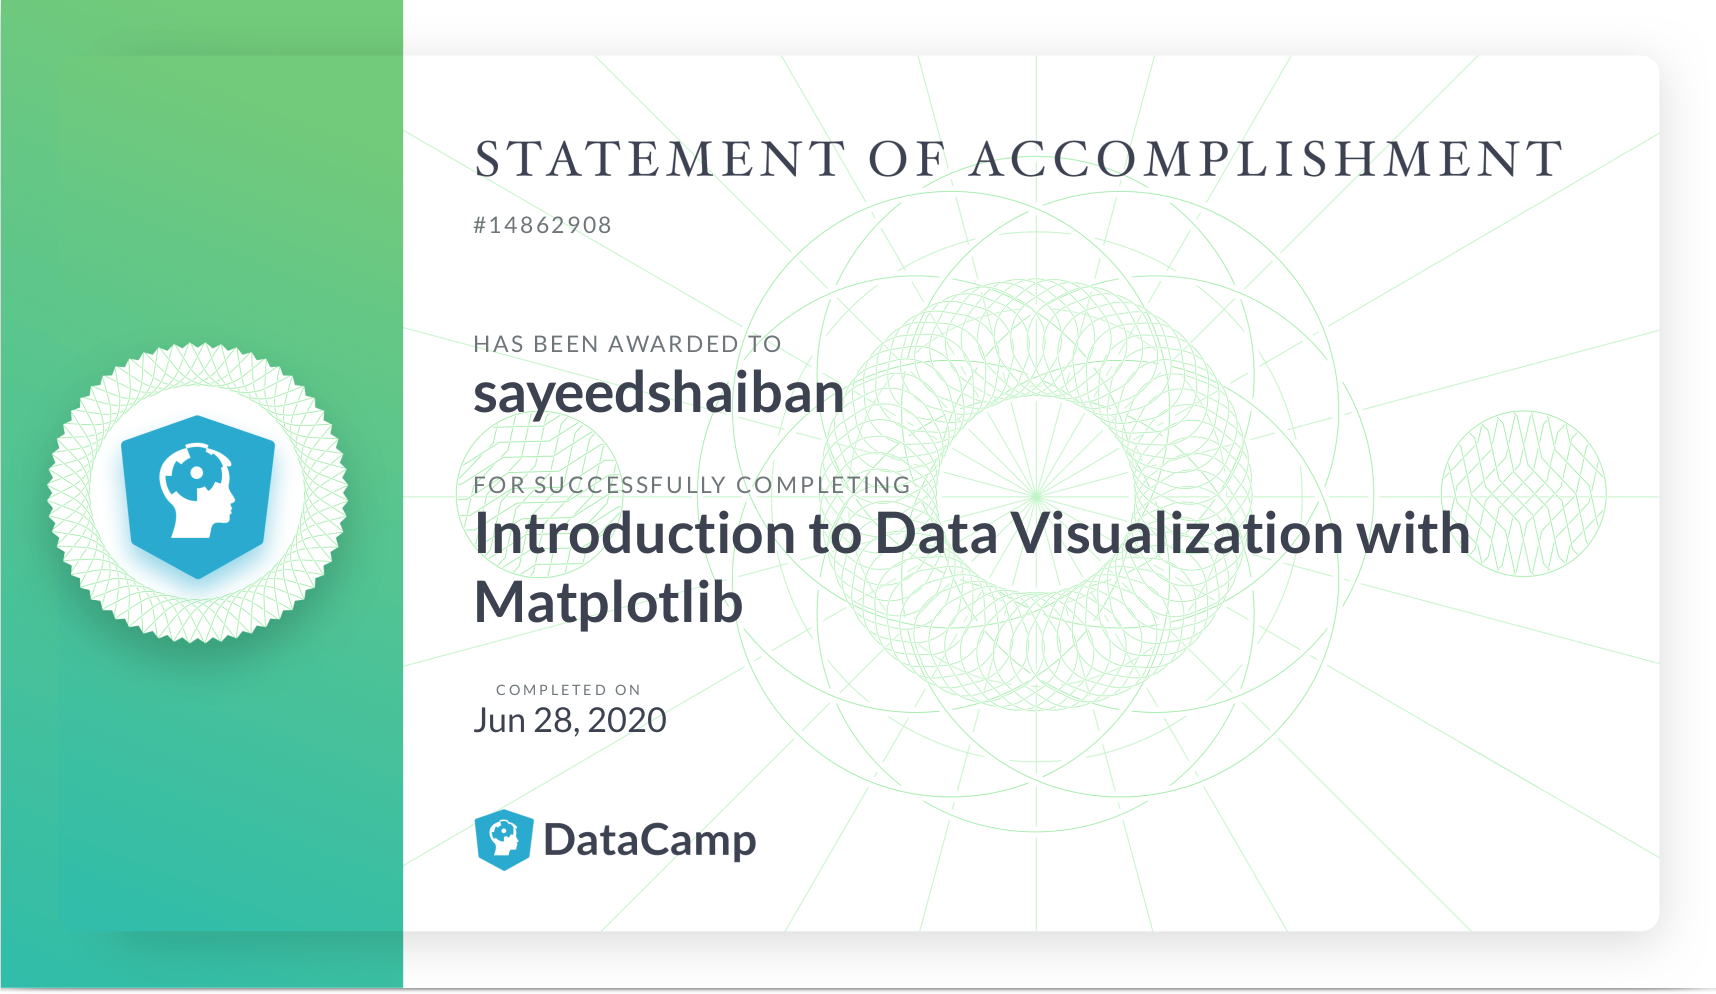 STATEMENT OF ACCOMPLISHMENT
#14862908
HAS BEEN AWARDED TO
sayeedshaiban
FOR SUCCESSFULLY COMPLETING
Introduction to Data Visualization with
Matplotlib
COMPLETED ON
Jun 28, 2020
DataCamp